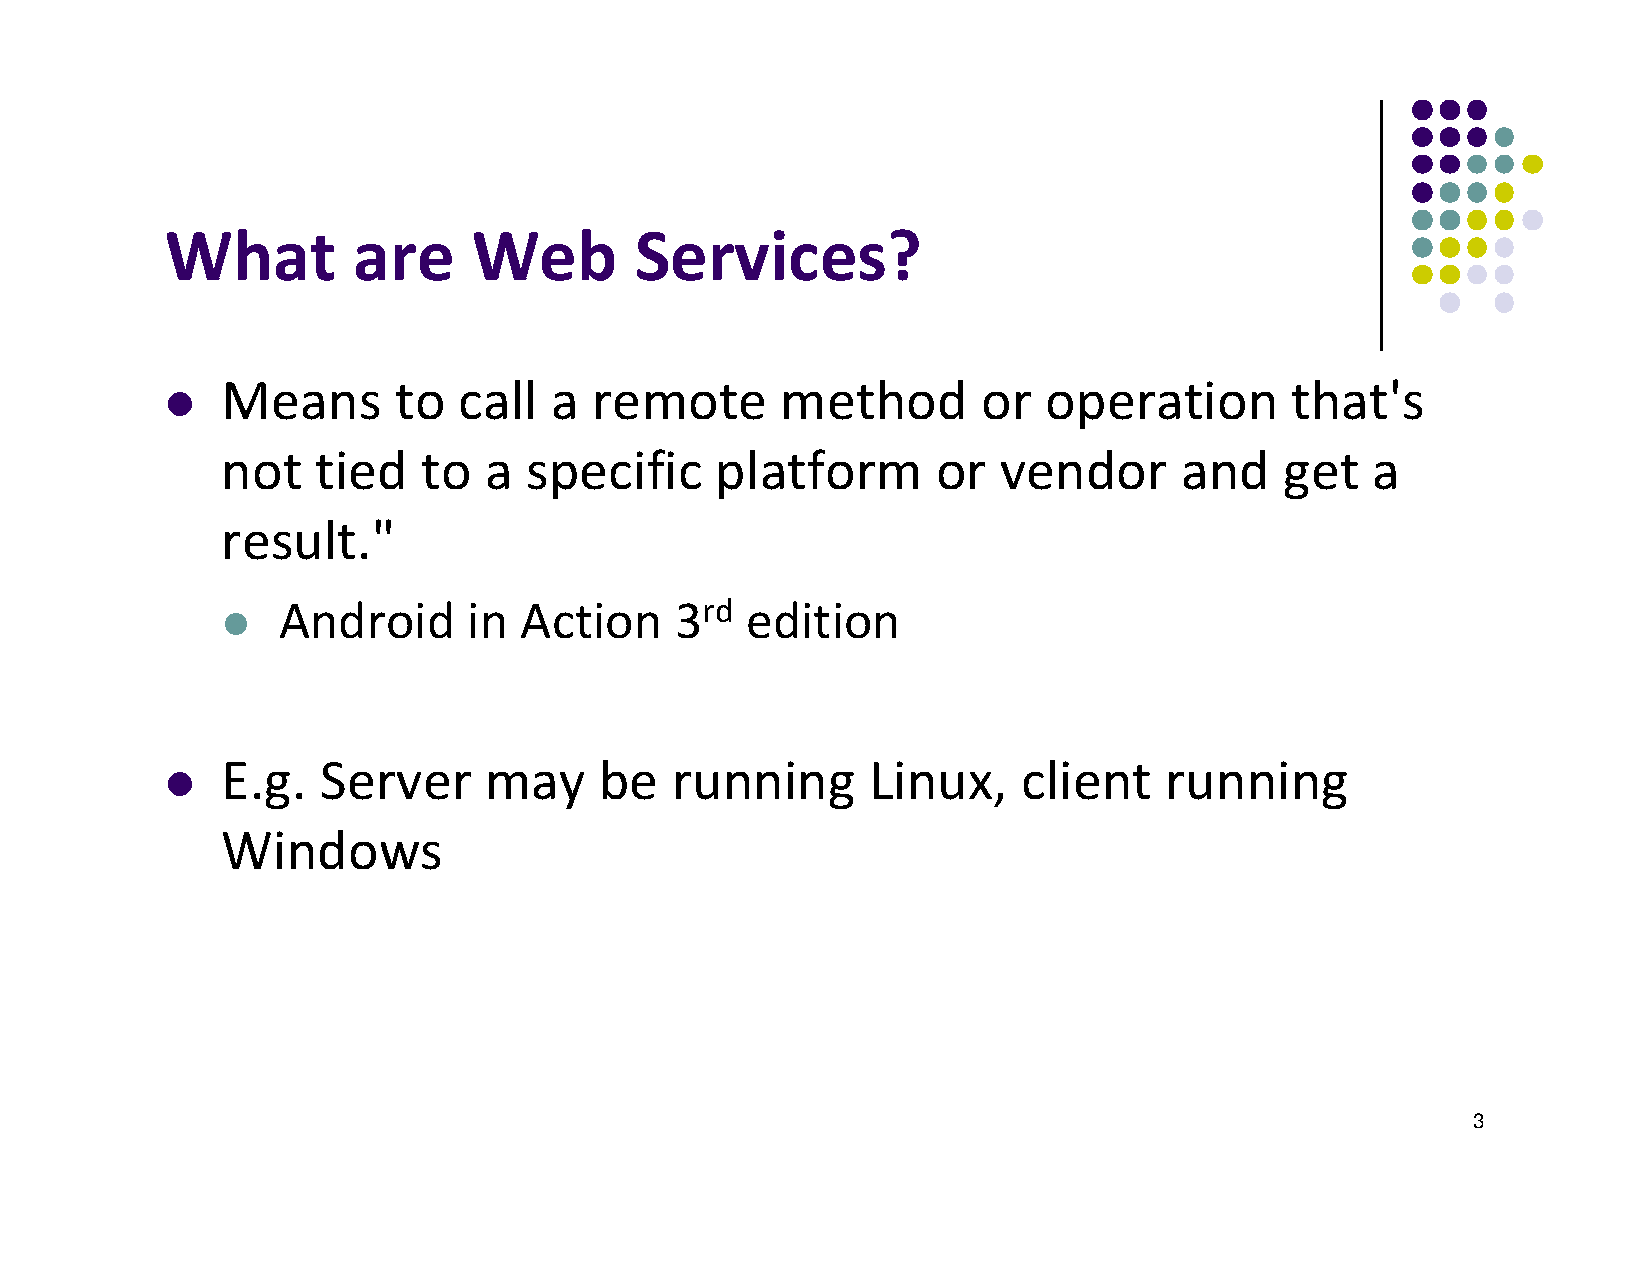 What are Web Services?
● Means to call a remote method or operation that's
not tied to a specific platform or vendor and get a
result."
● Android in Action 3rd edition
● E.g. Server may be running Linux, client running
Windows
3